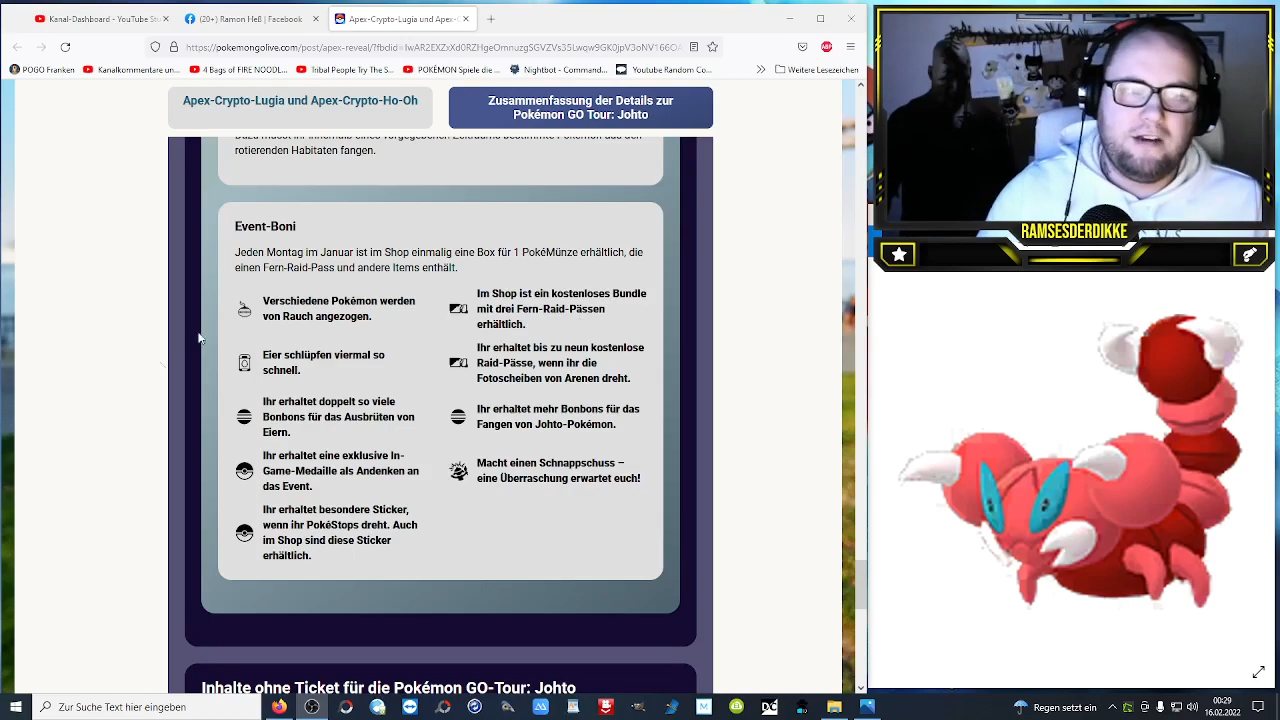 Kanal-Dashboard - YouTube Stu
(20+) Ramon Heß | Facebook
Apex-Crypto-Lugia und Apex-C
POGO Franken
Kanalkommentare un...
4 Bags of FIRE NOODL...
Tribal People Try The S...
POKÉMON Spiele die ...
Nightbot - Comman...
Youtube Random Co...
Weitere Lesezeichen
ABP
Apex-Crypto-Lugia und Apex-Crypto-Ho-Oh
Zusammenfassung der Details zur
Pokémon GO Tour: Johto
rotierenden Habitaten fangen.
Event-Boni
Jeden Montag im Januar ist im Shop einmalig eine Box für 1 PokéMünze erhältlich, die
einen Fern-Raid-Pass und andere Items enthält.
Verschiedene Pokémon werden
von Rauch angezogen.
Eier schlüpfen viermal so
schnell.
Ihr erhaltet doppelt so viele
Bonbons für das Ausbrüten von
Eiern.
Ihr erhaltet eine exklusive In-
Game-Medaille als Andenken an
das Event.
Ihr erhaltet besondere Sticker,
wenn ihr PokéStops dreht. Auch
im Shop sind diese Sticker
erhältlich.
Im Shop ist ein kostenloses Bundle
mit drei Fern-Raid-Pässen
erhältlich.
Ihr erhaltet bis zu neun kostenlose
Raid-Pässe, wenn ihr die
Fotoscheiben von Arenen dreht.
Ihr erhaltet mehr Bonbons für das
Fangen von Johto-Pokémon.
Macht einen Schnappschuss –
eine Überraschung erwartet euch!
Inhalte ohne Ticket für die Pokémon GO-Tour: Johto
RAMSESDERDIKKE
Zur Suche Text hier eingeben
Regen setzt ein
00:29
16.02.2022